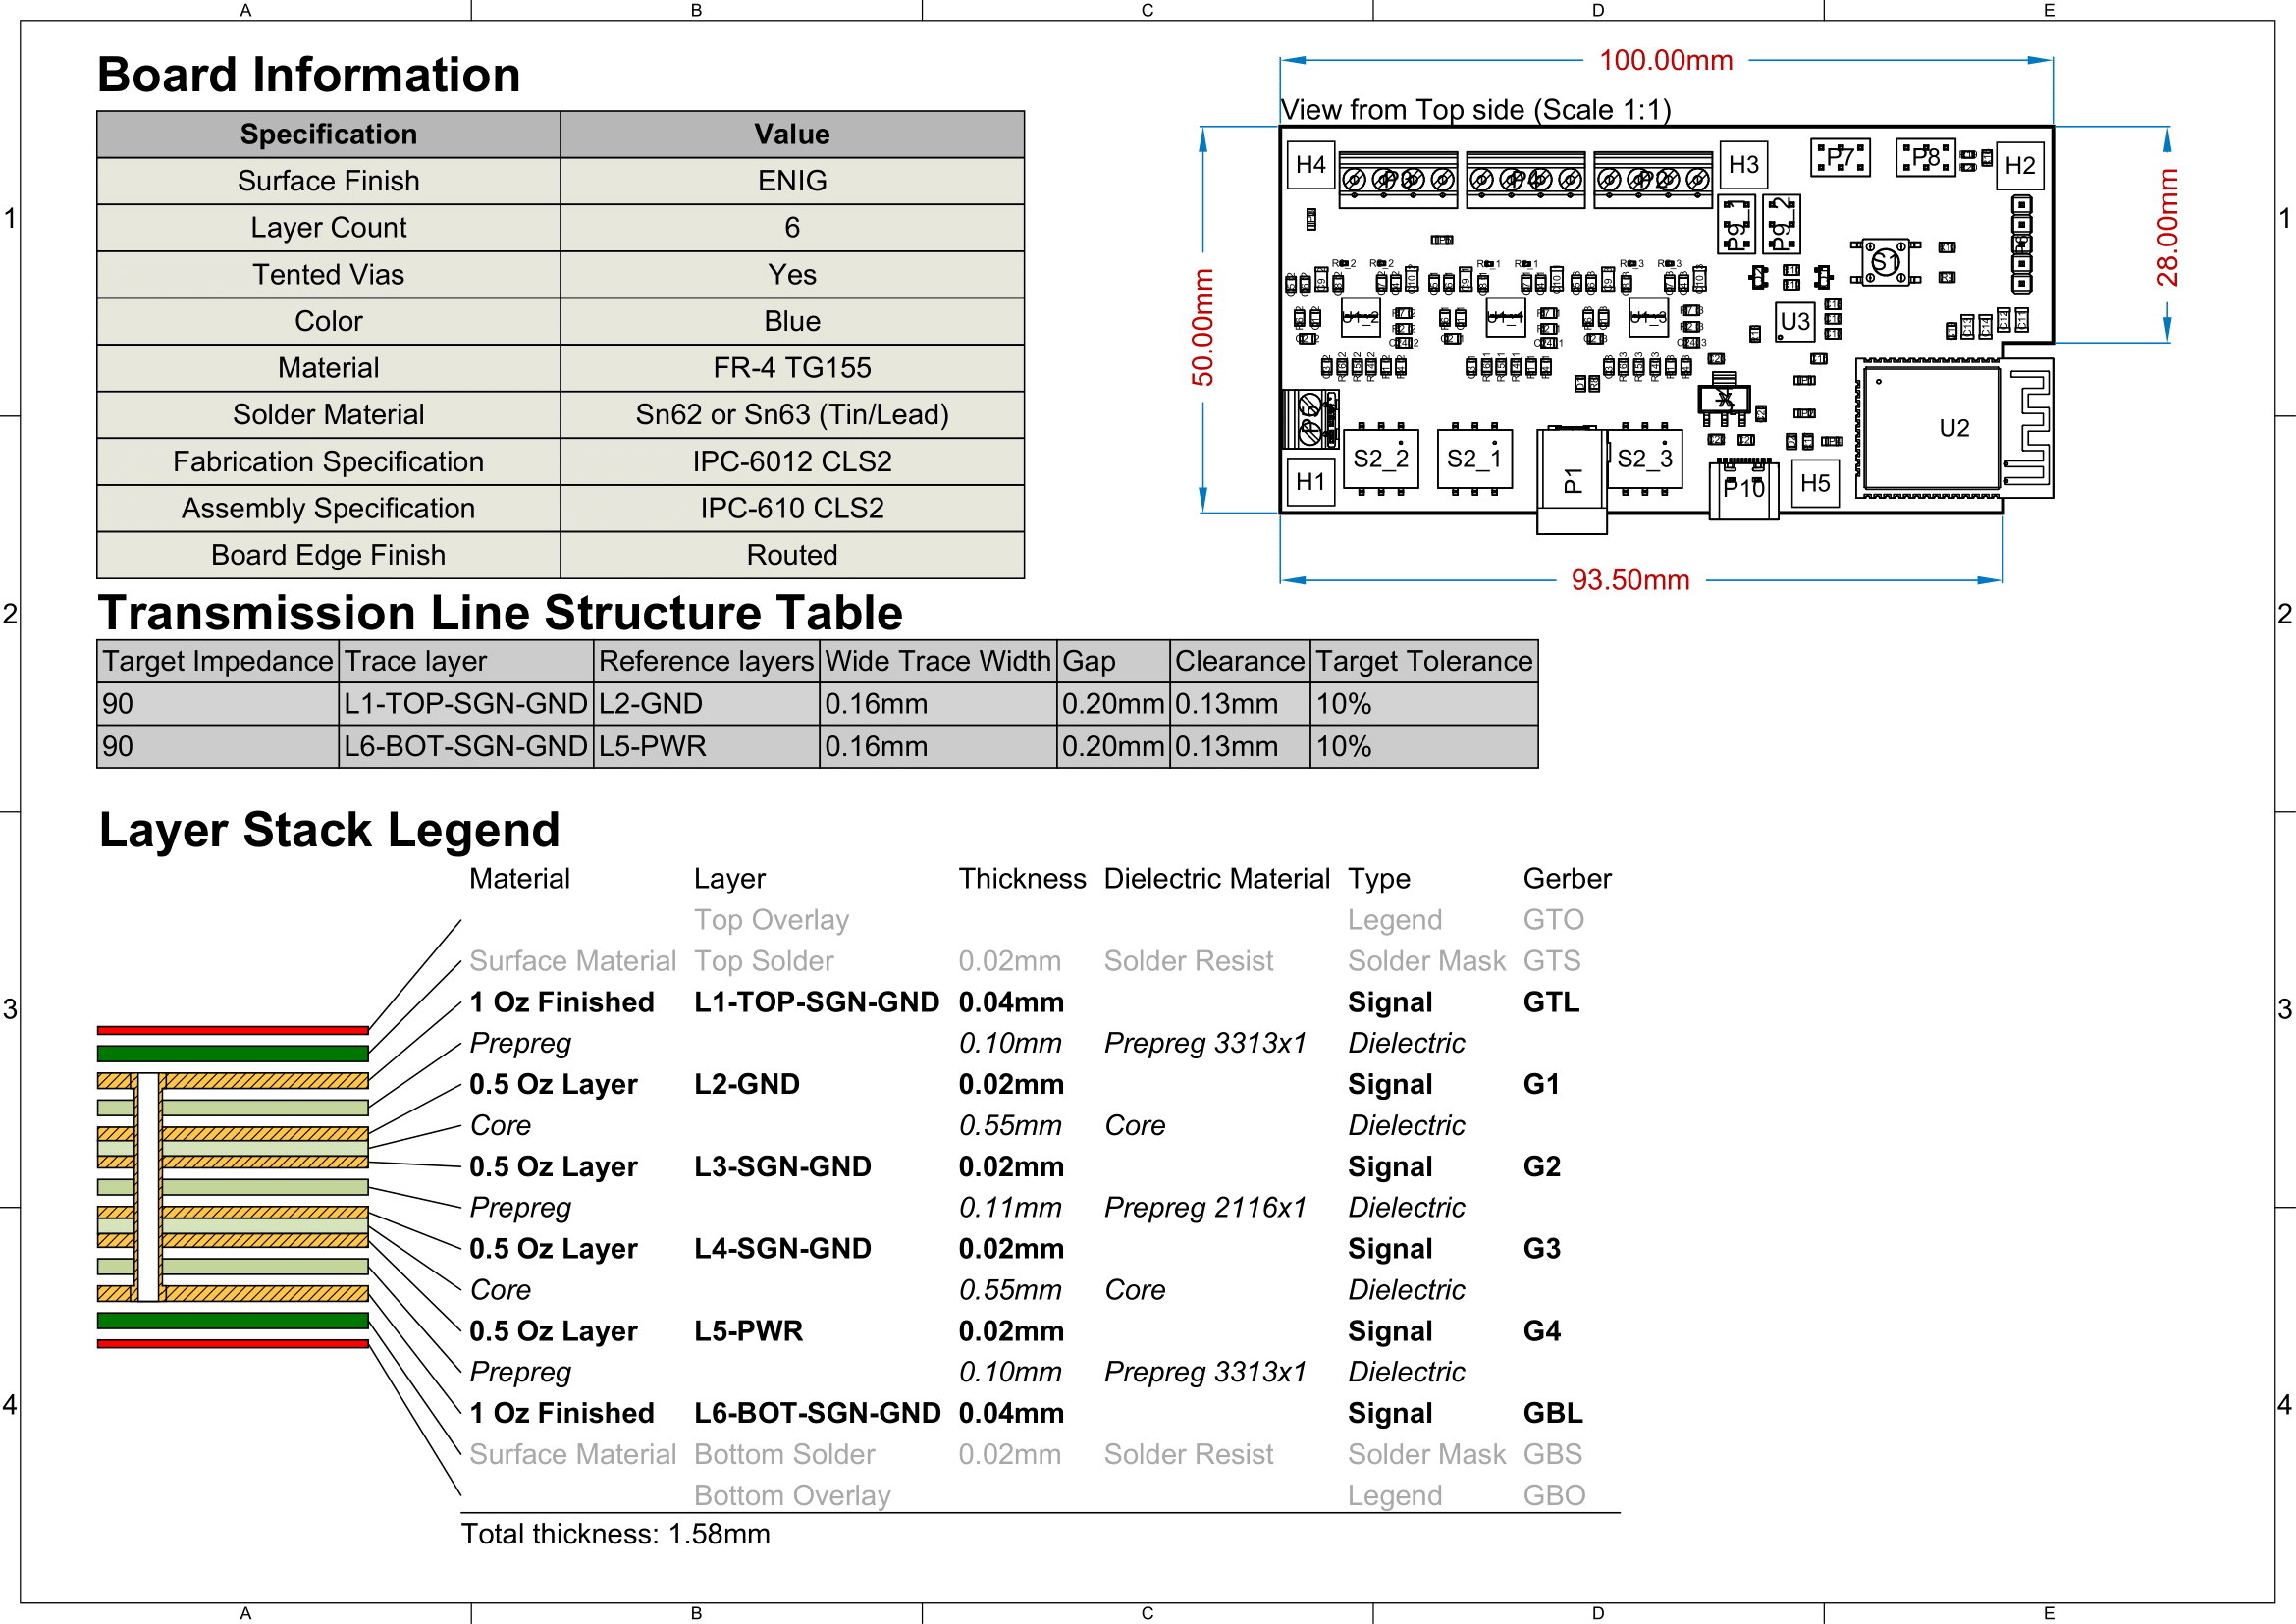 A B C D E
Board Information
Specification Value
Surface Finish ENIG
Layer Count 6
Tented Vias Yes
Color Blue
Material FR-4 TG155
Solder Material Sn62 or Sn63 (Tin/Lead)
Fabrication Specification IPC-6012 CLS2
Assembly Specification IPC-610 CLS2
Board Edge Finish Routed
100.00mm
View from Top side (Scale 1:1)
50.00mm
28.00mm
93.50mm
H4 P3 P4 P2 H3 P7 P8 H2
P9_1 P9_2
S1
U1_2 U1_1 U1_3 U3
U2
S2_2 S2_1 P1 S2_3
H1 P10 H5
1 1
2 2
Transmission Line Structure Table
Target Impedance Trace layer Reference layers Wide Trace Width Gap Clearance Target Tolerance
90 L1-TOP-SGN-GND L2-GND 0.16mm 0.20mm 0.13mm 10%
90 L6-BOT-SGN-GND L5-PWR 0.16mm 0.20mm 0.13mm 10%
Layer Stack Legend
Material Layer Thickness Dielectric Material Type Gerber
Top Overlay Legend GTO
Surface Material Top Solder 0.02mm Solder Resist Solder Mask GTS
1 Oz Finished L1-TOP-SGN-GND 0.04mm Signal GTL
Prepreg 0.10mm Prepreg 3313x1 Dielectric
0.5 Oz Layer L2-GND 0.02mm Signal G1
Core 0.55mm Core Dielectric
0.5 Oz Layer L3-SGN-GND 0.02mm Signal G2
Prepreg 0.11mm Prepreg 2116x1 Dielectric
0.5 Oz Layer L4-SGN-GND 0.02mm Signal G3
Core 0.55mm Core Dielectric
0.5 Oz Layer L5-PWR 0.02mm Signal G4
Prepreg 0.10mm Prepreg 3313x1 Dielectric
1 Oz Finished L6-BOT-SGN-GND 0.04mm Signal GBL
Surface Material Bottom Solder 0.02mm Solder Resist Solder Mask GBS
Bottom Overlay Legend GBO
Total thickness: 1.58mm
3 3
4 4
A B C D E